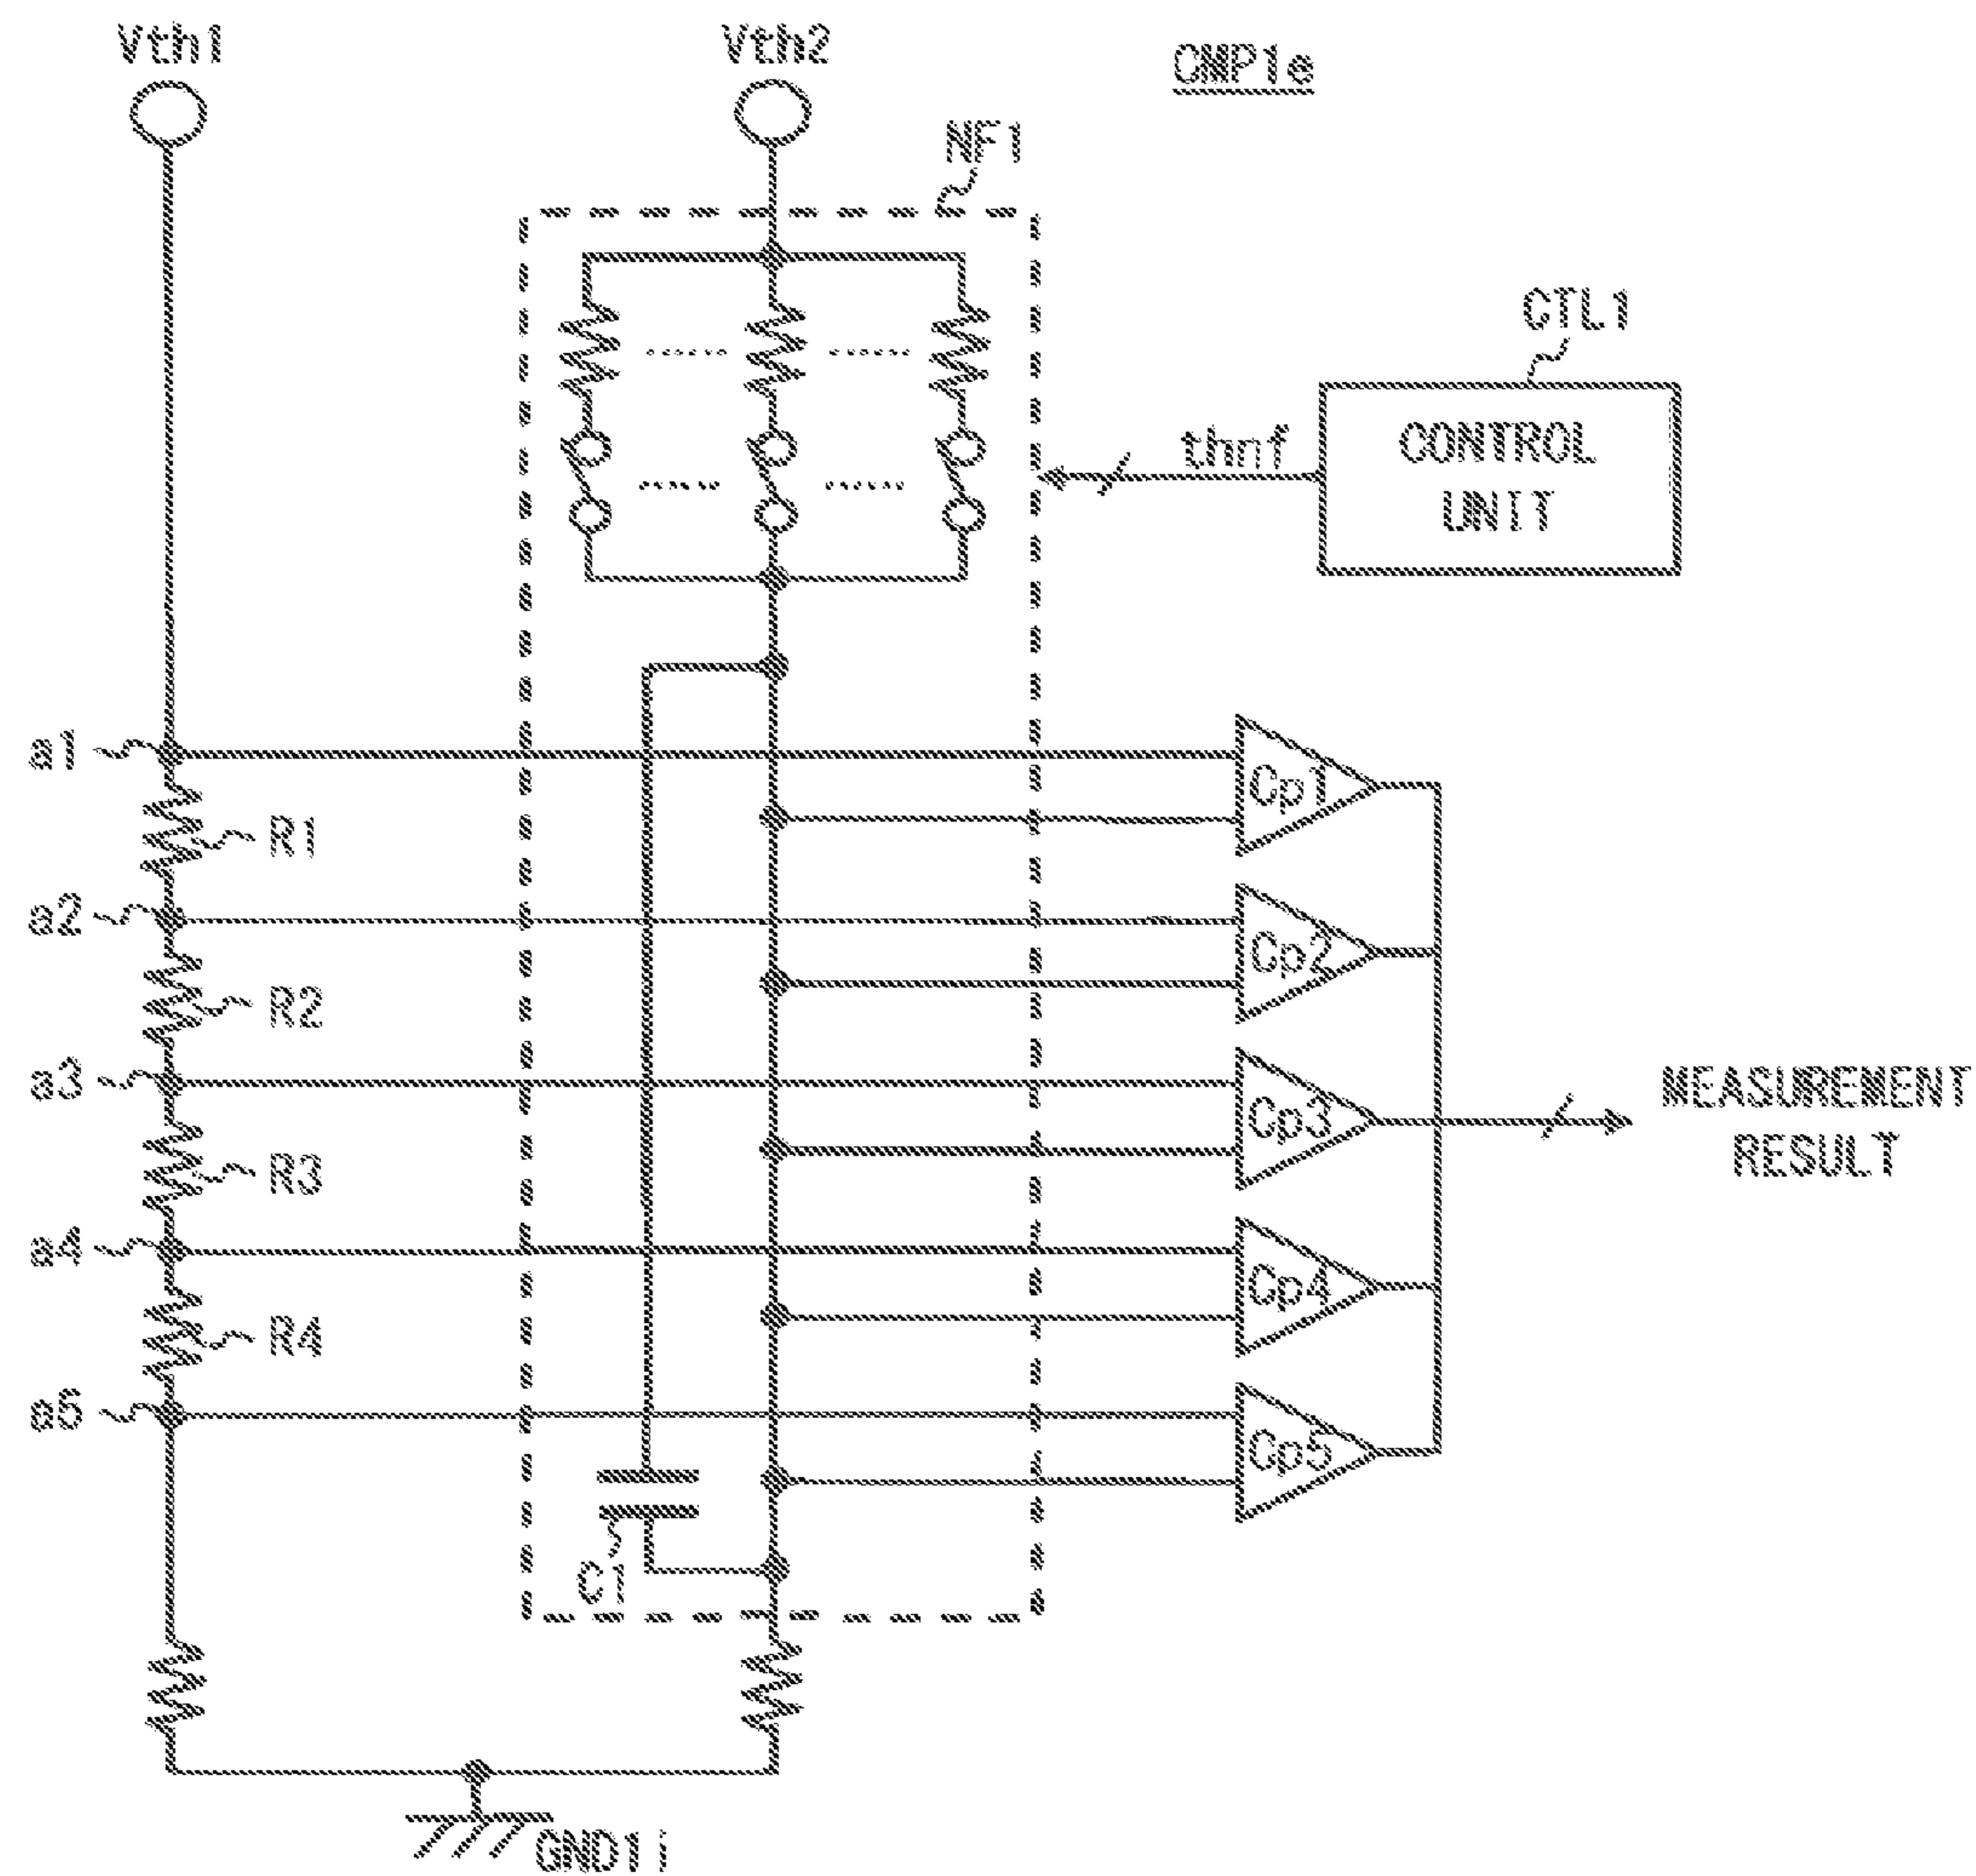 Vth1
Vth2
CMP1e
NF1
CTL1
CONTROL
UNIT
thnf
a1
R1
a2
R2
a3
R3
a4
R4
a5
Cp1
Cp2
Cp3
Cp4
Cp5
MEASUREMENT
RESULT
C1
GND1i